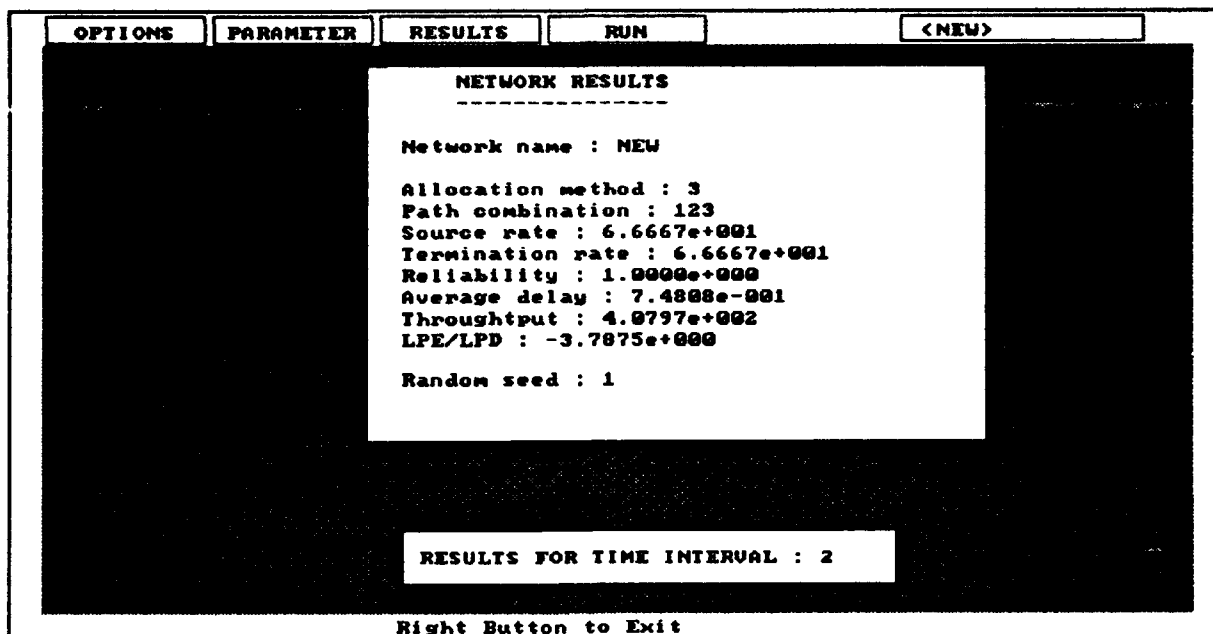 OPTIONS PARAMETER RESULTS RUN <NEW>
NETWORK RESULTS
---------------
Network name : NEW
Allocation method : 3
Path combination : 123
Source rate : 6.6667e+001
Termination rate : 6.6667e+001
Reliability : 1.0000e+000
Average delay : 7.4808e-001
Throughtput : 4.0797e+002
LPE/LPD : -3.7875e+000
Random seed : 1
RESULTS FOR TIME INTERVAL : 2
Right Button to Exit